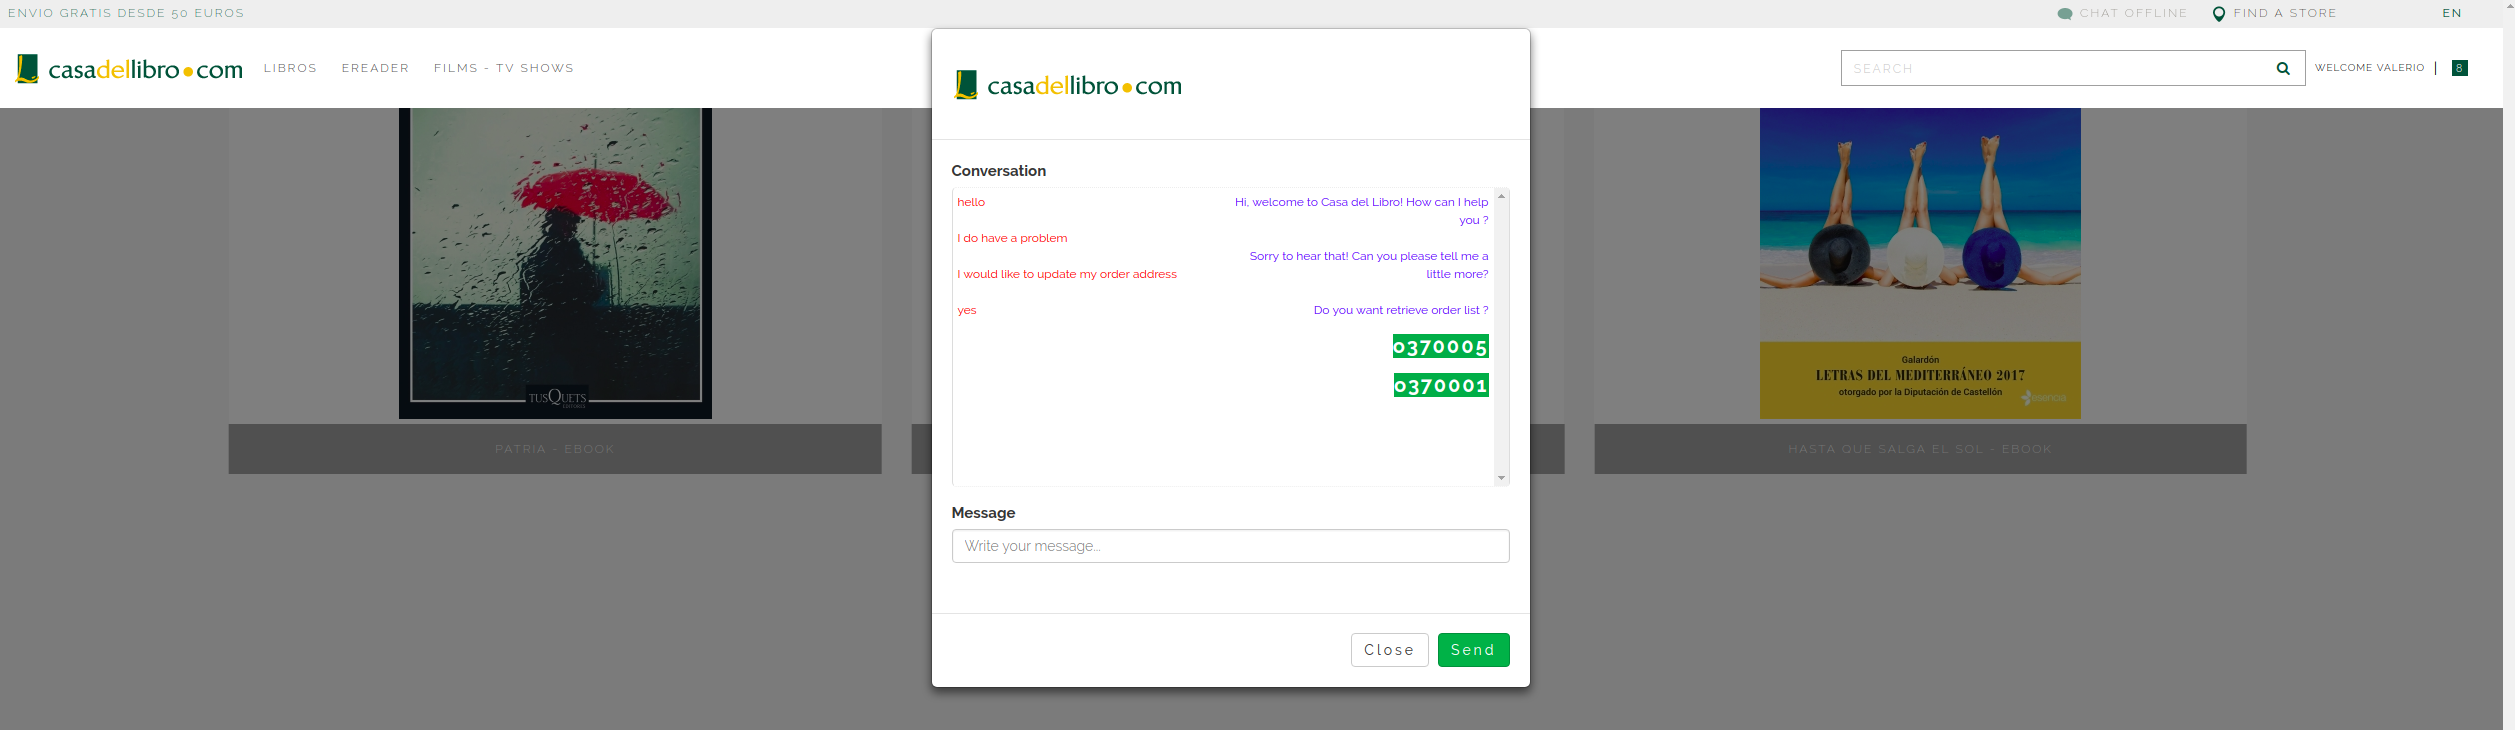 ENVIO GRATIS DESDE 50 EUROS
CHAT OFFLINE
FIND A STORE
EN
casadellibro.com
LIBROS
EREADER
FILMS - TV SHOWS
SEARCH
WELCOME VALERIO
|
8
casadellibro.com
Conversation
hello
Hi, welcome to Casa del Libro! How can I help
you ?
I do have a problem
Sorry to hear that! Can you please tell me a
little more?
I would like to update my order address
Do you want retrieve order list ?
yes
0370005
0370001
Message
Write your message...
Close
Send
TUSQUETS
EDITORES
PATRIA - EBOOK
Galardón
LETRAS DEL MEDITERRÁNEO 2017
otorgado por la Diputación de Castellón
esencia
HASTA QUE SALGA EL SOL - EBOOK